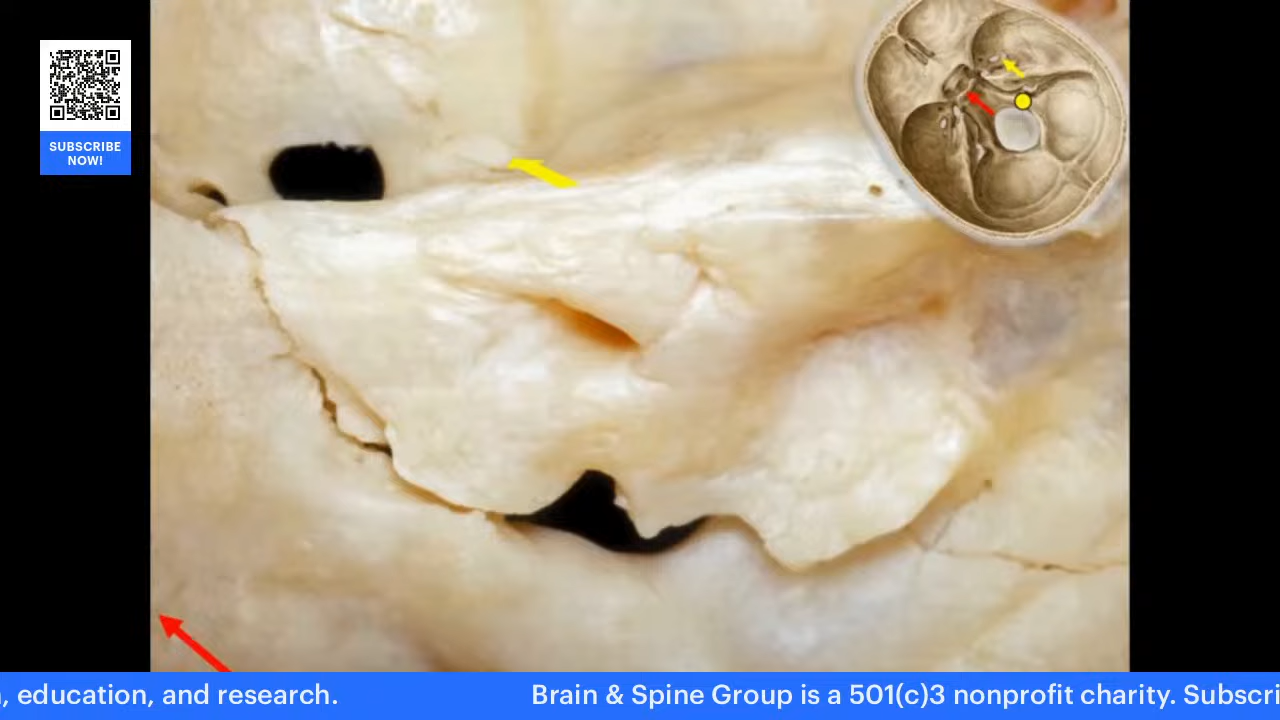 SUBSCRIBE
NOW!
, education, and research. Brain & Spine Group is a 501(c)3 nonprofit charity. Subscri